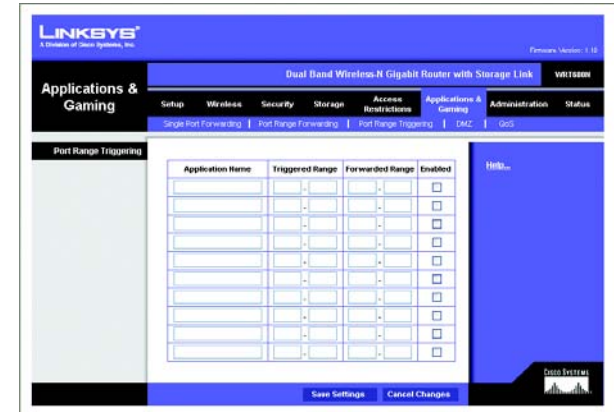 LINKSYS®
A Division of Cisco Systems, Inc.
Firmware Version: 1.10
Dual Band Wireless-N Gigabit Router with Storage Link WRT600N
Applications & Gaming
Setup Wireless Security Storage Access Restrictions Applications & Gaming Administration Status
Single Port Forwarding | Port Range Forwarding | Port Range Triggering | DMZ | QoS
Port Range Triggering
Application Name Triggered Range Forwarded Range Enabled
Help...
Save Settings Cancel Changes
CISCO SYSTEMS